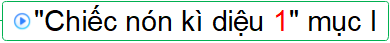 "Chiếc nón kì diệu 1" mục I